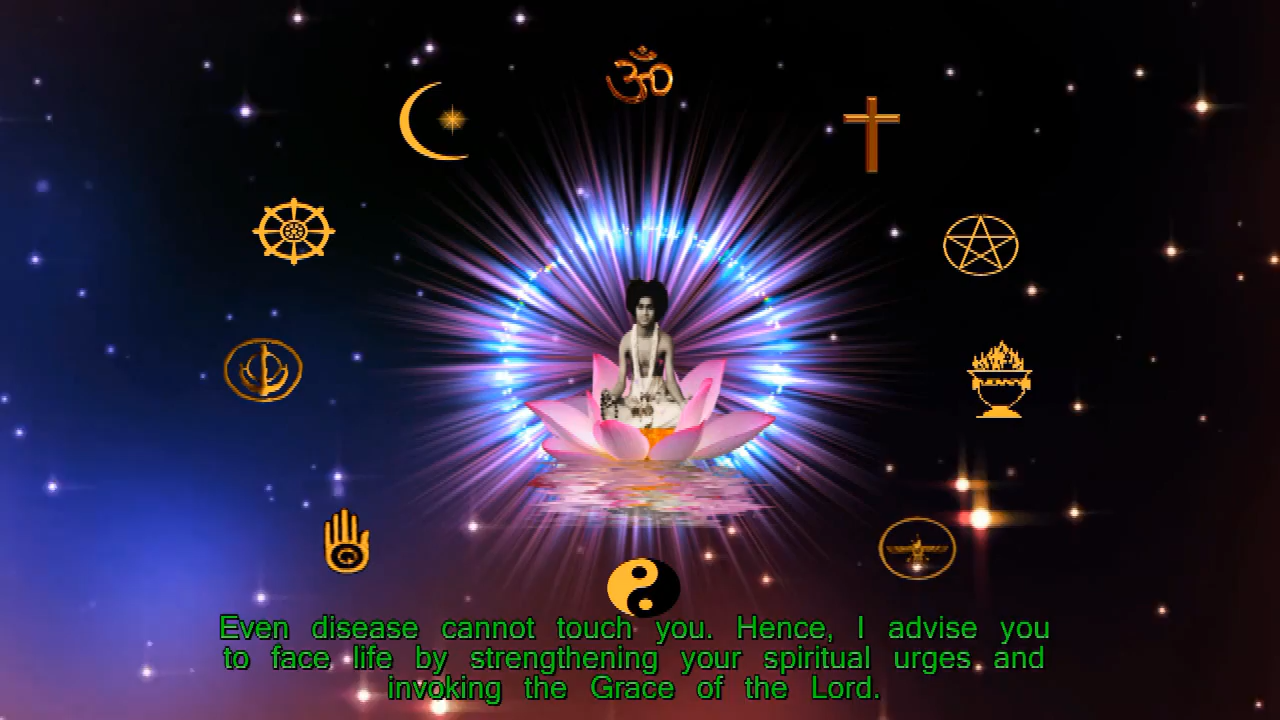 Even disease cannot touch you. Hence, I advise you
to face life by strengthening your spiritual urges and
invoking the Grace of the Lord.